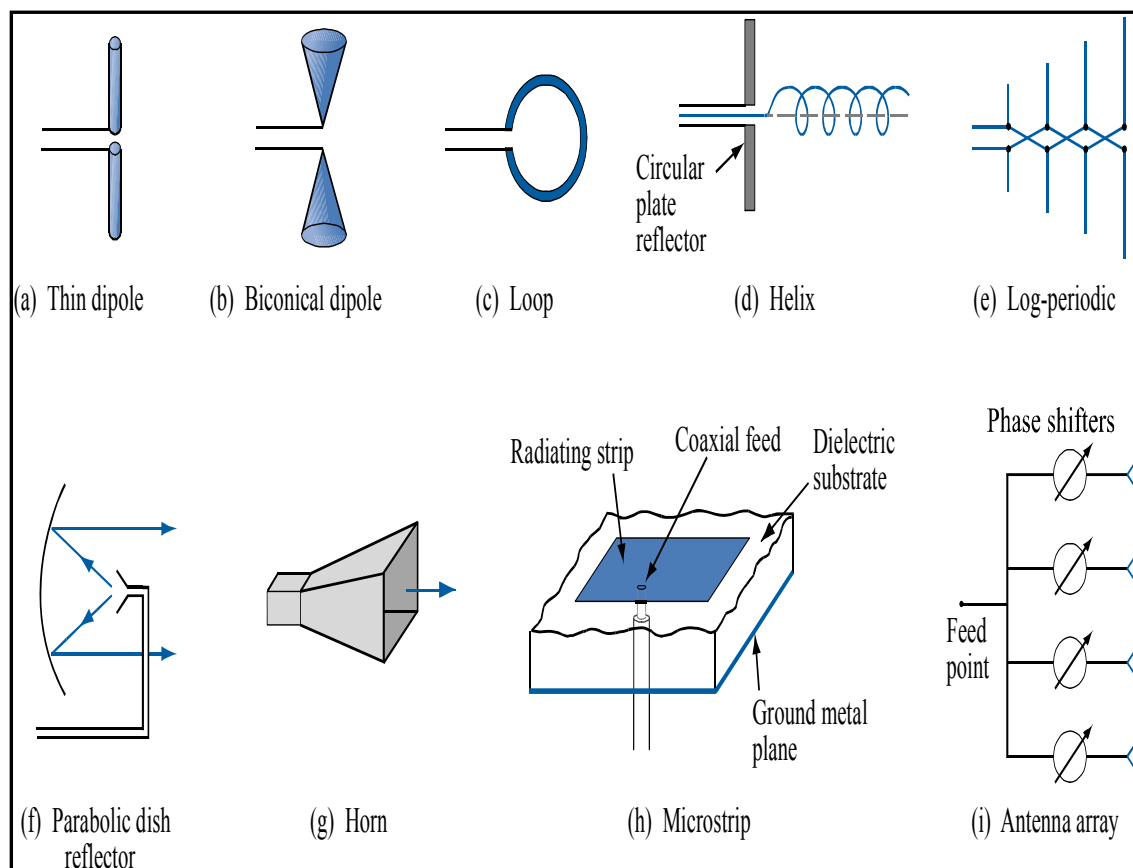 Circular
plate
reflector
(a) Thin dipole
(b) Biconical dipole
(c) Loop
(d) Helix
(e) Log-periodic
Radiating strip
Coaxial feed
Dielectric
substrate
Ground metal
plane
Phase shifters
Feed
point
(f) Parabolic dish
reflector
(g) Horn
(h) Microstrip
(i) Antenna array